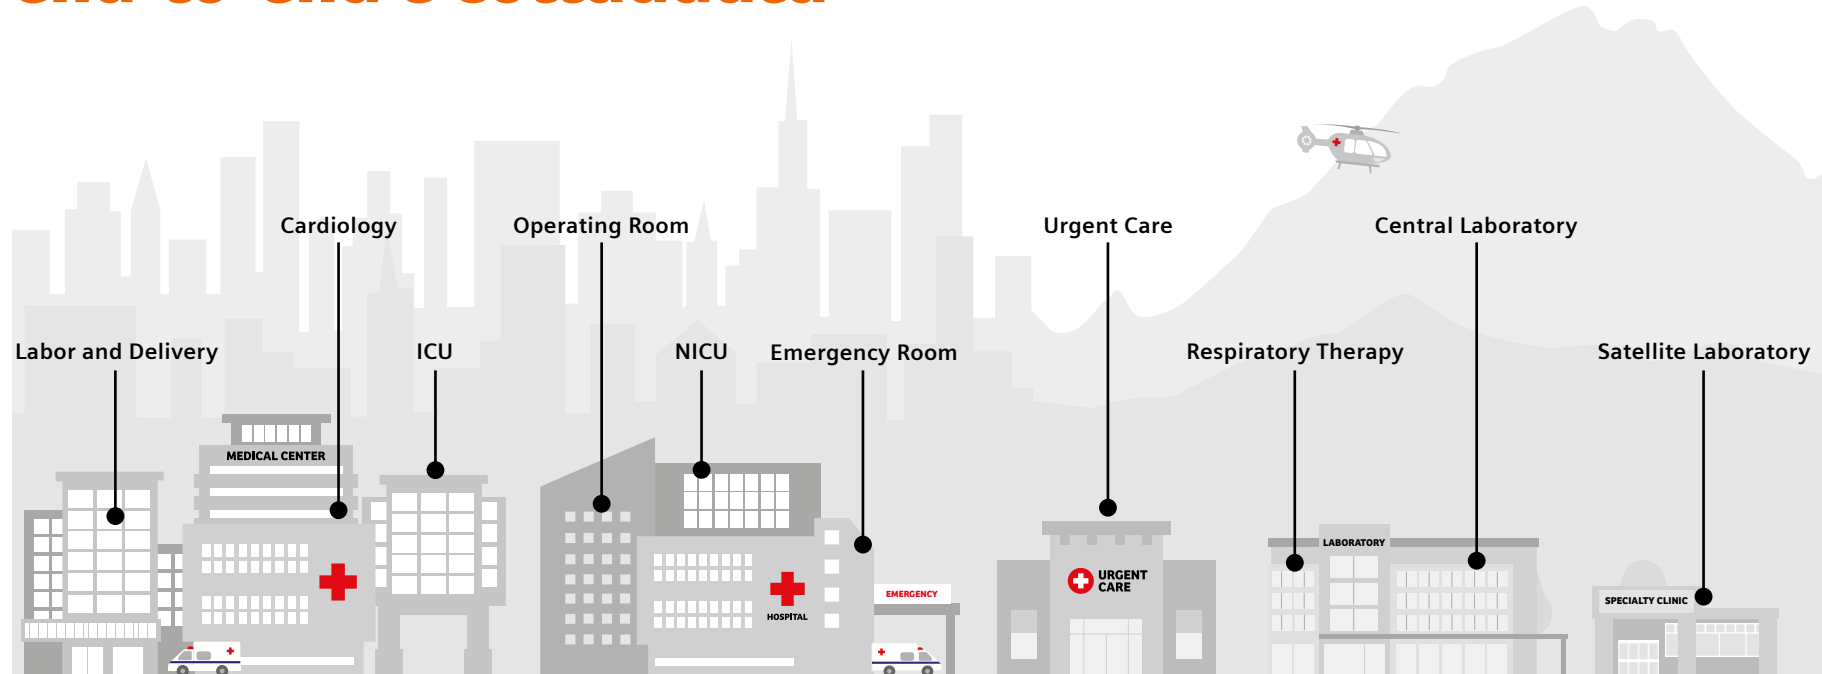 Cardiology
Operating Room
Urgent Care
Central Laboratory
Labor and Delivery
ICU
NICU
Emergency Room
Respiratory Therapy
Satellite Laboratory
MEDICAL CENTER
LABORATORY
URGENT
CARE
EMERGENCY
HOSPITAL
SPECIALTY CLINIC